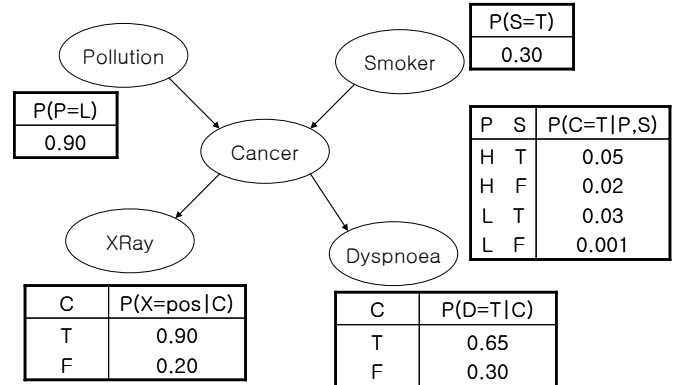 Pollution
Smoker
P(S=T)
0.30
P(P=L)
0.90
Cancer
P S P(C=T|P,S)
H T 0.05
H F 0.02
L T 0.03
L F 0.001
XRay
Dyspnoea
C P(X=pos|C)
T 0.90
F 0.20
C P(D=T|C)
T 0.65
F 0.30